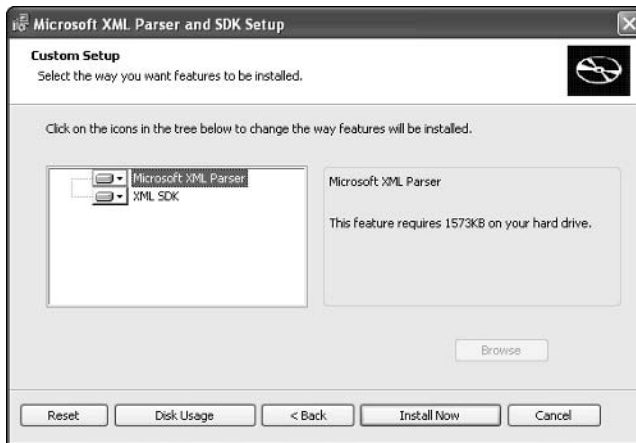 Microsoft XML Parser and SDK Setup
Custom Setup
Select the way you want features to be installed.
Click on the icons in the tree below to change the way features will be installed.
Microsoft XML Parser
XML SDK
Microsoft XML Parser
This feature requires 1573KB on your hard drive.
Browse
Reset
Disk Usage
< Back
Install Now
Cancel